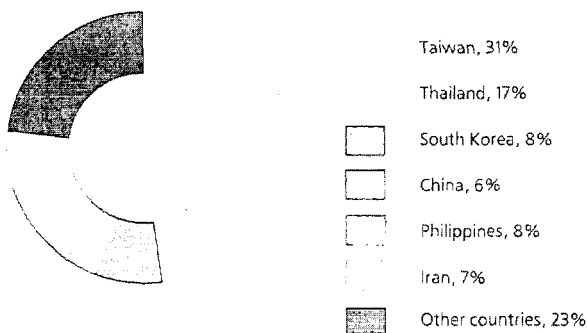 Taiwan, 31%
Thailand, 17%
South Korea, 8%
China, 6%
Philippines, 8%
Iran, 7%
Other countries, 23%